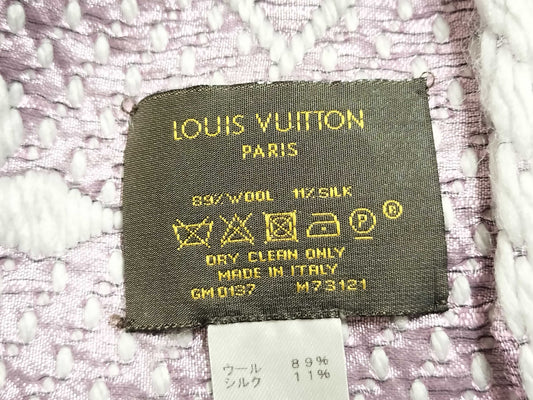 LOUIS VUITTON
PARIS
89% WOOL 11% SILK
P R
DRY CLEAN ONLY
MADE IN ITALY
GM0137 M73121
ウール 89%
シルク 11%